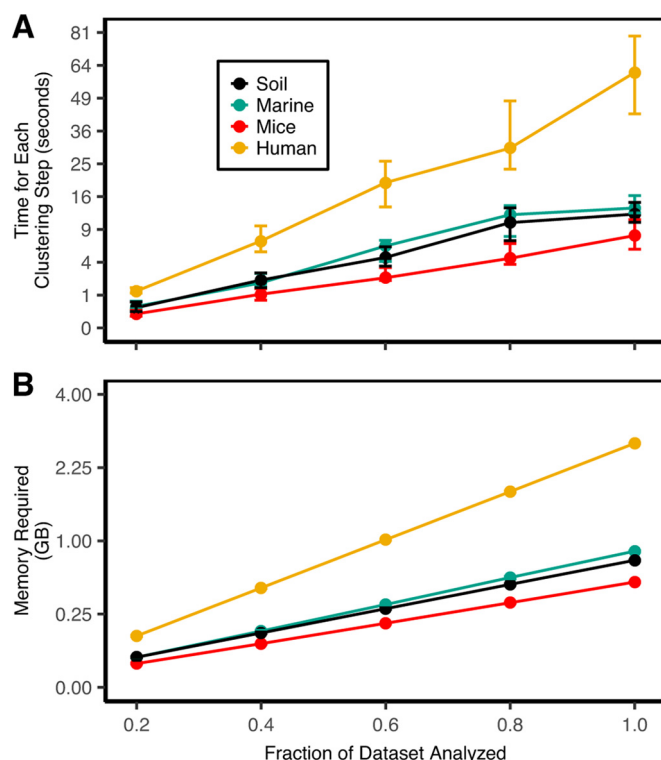 A
Time for Each
Clustering Step (seconds)
81
64
49
36
25
16
9
4
1
0
Soil
Marine
Mice
Human
B
Memory Required
(GB)
4.00
2.25
1.00
0.25
0.00
0.2 0.4 0.6 0.8 1.0
Fraction of Dataset Analyzed